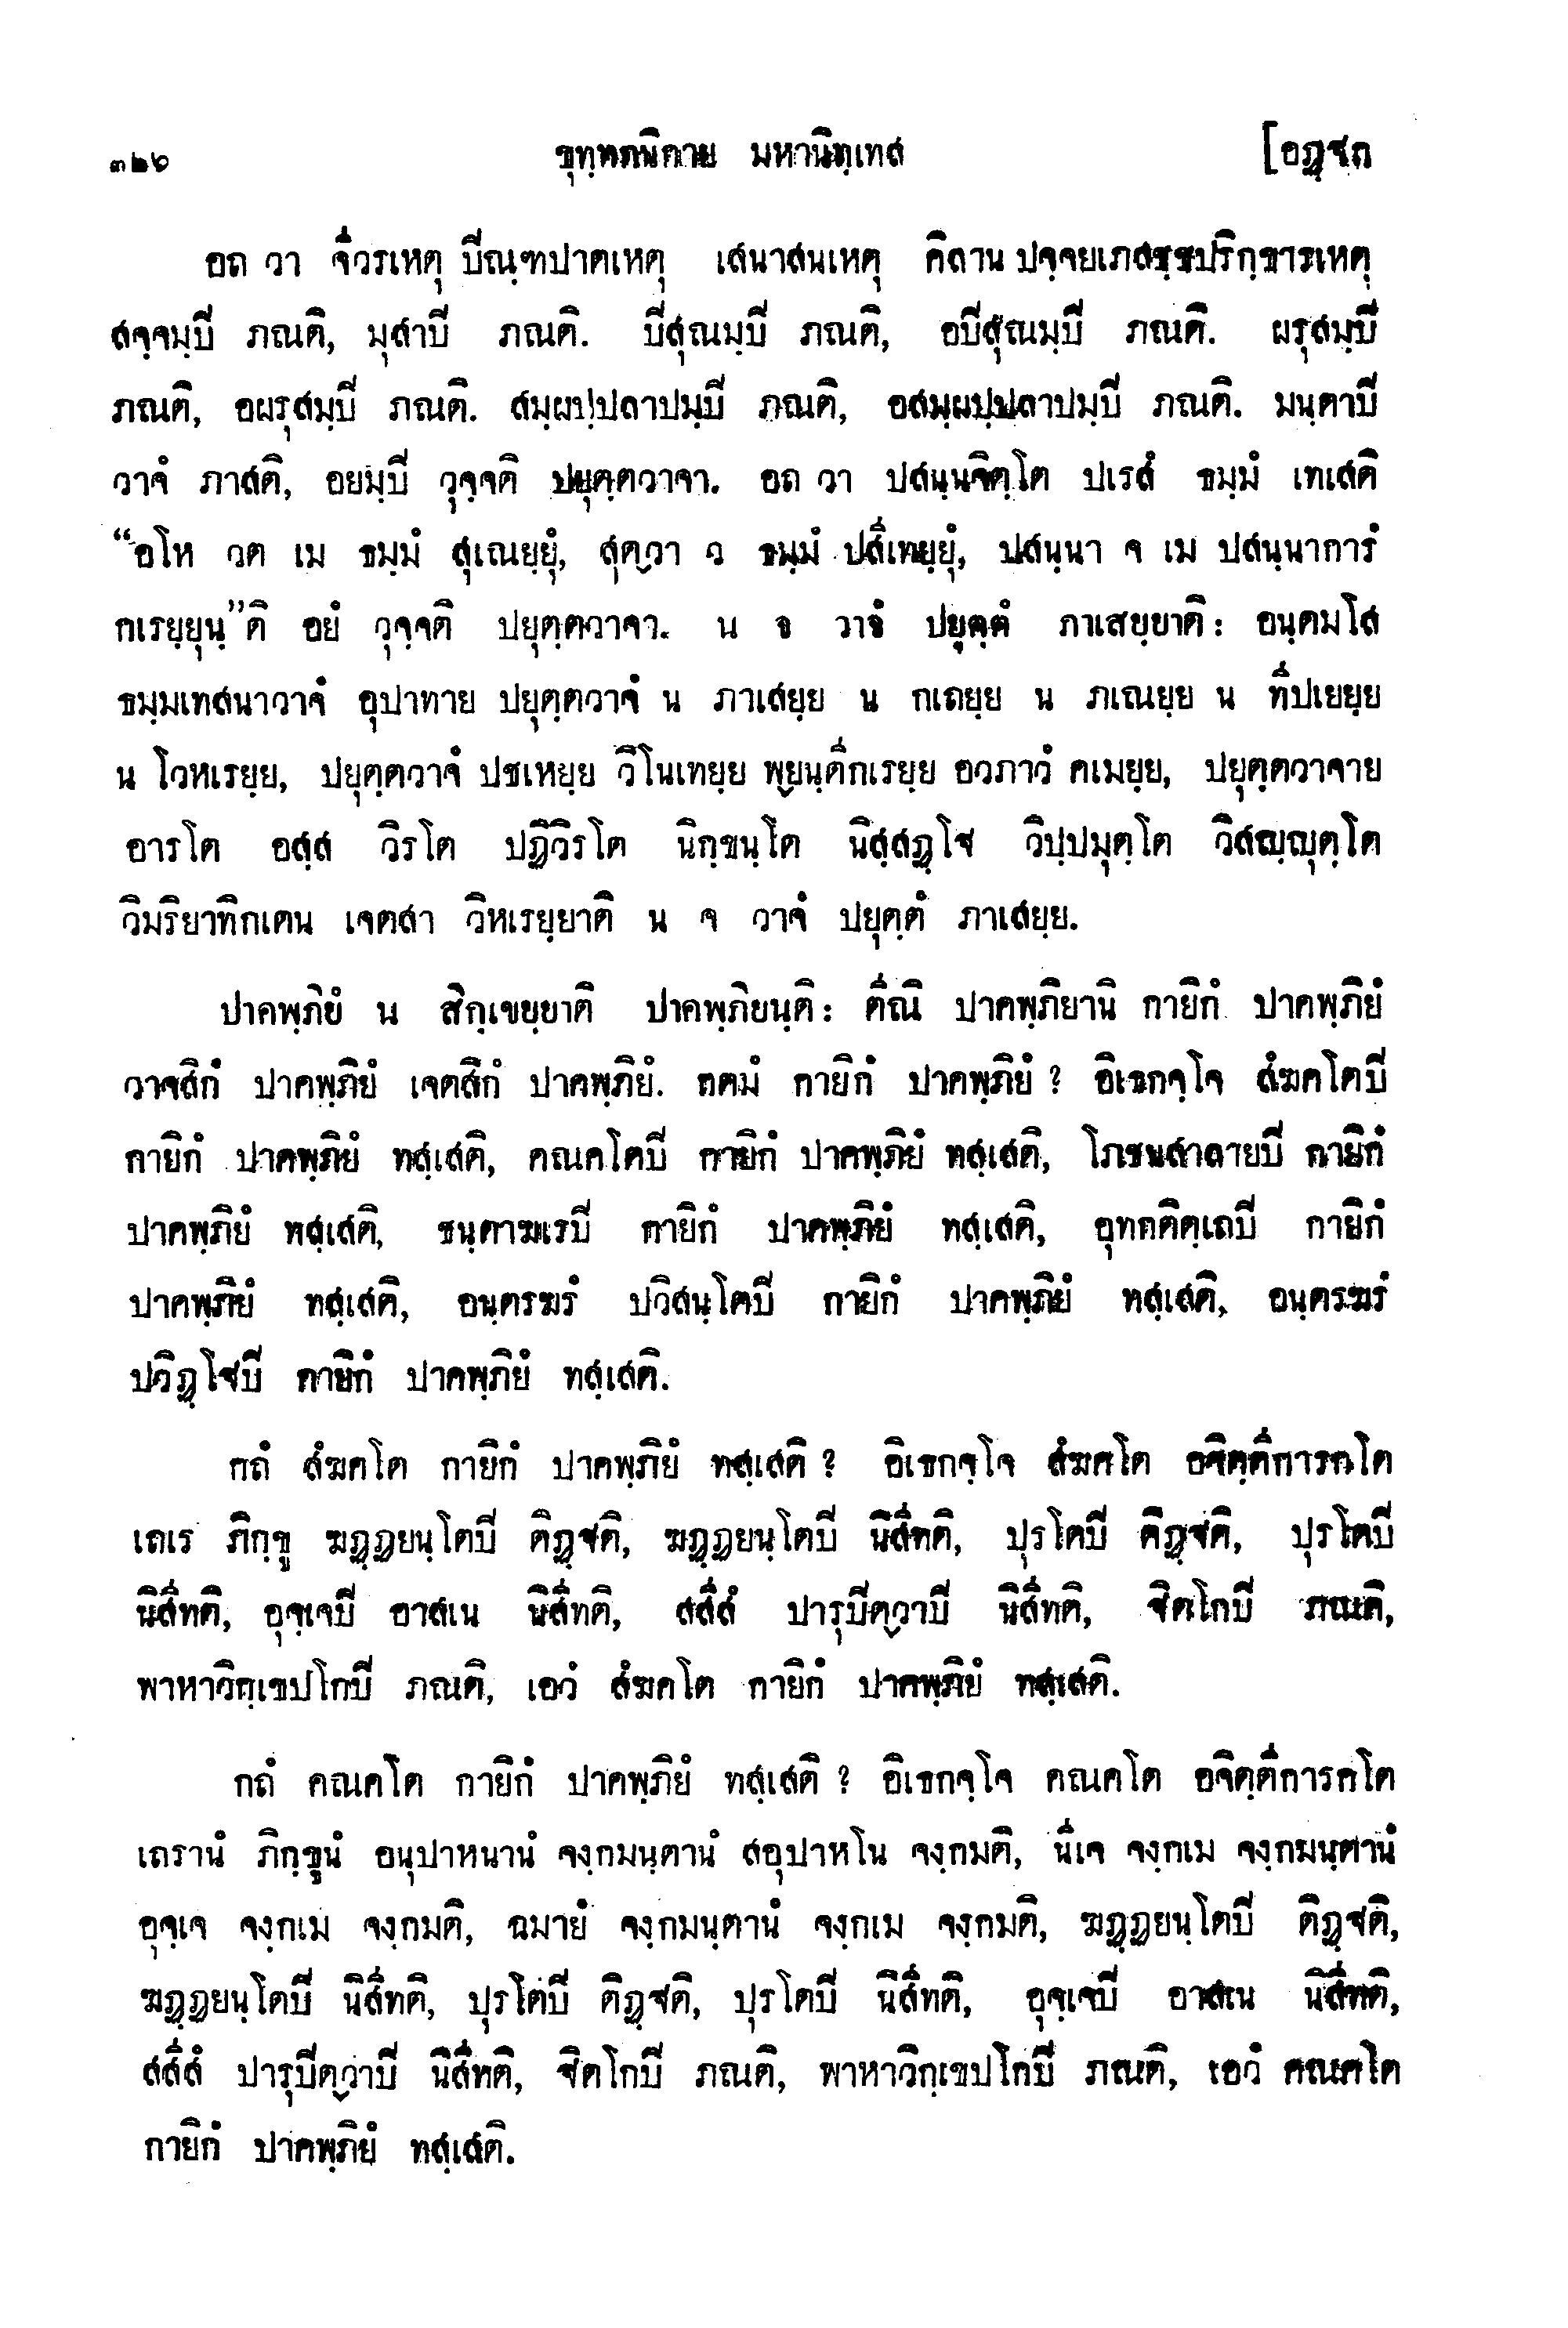 ๓๒๖ ขุทฺทกนิกาย มหานิทฺเทส [อฏฺฐก
อถ วา จีวรเหตุ ปิณฺฑปาตเหตุ เสนาสนเหตุ คิลานปจฺจยเภสชฺชปริกฺขารเหตุ
สจฺจมฺปิ ภณติ, มุสาปิ ภณติ. ปิสุณมฺปิ ภณติ, อปิสุณมฺปิ ภณติ. ผรุสมฺปิ
ภณติ, อผรุสมฺปิ ภณติ. สมฺผปฺปลาปมฺปิ ภณติ, อสมฺผปฺปลาปมฺปิ ภณติ. มนฺตาปิ
วาจํ ภาสติ, อยมฺปิ วุจฺจติ ปยุตฺตวาจา. อถ วา ปสนฺนจิตฺโต ปเรสํ ธมฺมํ เทเสติ
“อโห วต เม ธมฺมํ สุเณยฺยุํ, สุตฺวา ว ธมฺมํ ปสีเทยฺยุํ, ปสนฺนา จ เม ปสนฺนาการํ
กเรยฺยุนฺ”ติ อยํ วุจฺจติ ปยุตฺตวาจา. น จ วาจํ ปยุตฺตํ ภาเสยฺยาติ: อนฺตมโส
ธมฺมเทสนาวาจํ อุปาทาย ปยุตฺตวาจํ น ภาเสยฺย น กเถยฺย น ภเณยฺย น ทีปเยยฺย
น โวหเรยฺย, ปยุตฺตวาจํ ปชเหยฺย วิโนเทยฺย พฺยนฺตีกเรยฺย อวภาวํ คเมยฺย, ปยุตฺตวาจาย
อารโต อสฺส วิรโต ปฏิวิรโต นิกฺขนฺโต นิสฺสฏฺโฐ วิปฺปมุตฺโต วิสญฺญุตฺโต
วิมริยาทิกเตน เจตสา วิหเรยฺยาติ น จ วาจํ ปยุตฺตํ ภาเสยฺย.
ปาคพฺภิยํ น สิกฺเขยฺยาติ ปาคพฺภิยนฺติ: ตีณิ ปาคพฺภิยานิ กายิกํ ปาคพฺภิยํ
วาจสิกํ ปาคพฺภิยํ เจตสิกํ ปาคพฺภิยํ. กตมํ กายิกํ ปาคพฺภิยํ ? อิเธกจฺโจ สํฆคโตปิ
กายิกํ ปาคพฺภิยํ ทสฺเสติ, คณคโตปิ กายิกํ ปาคพฺภิยํ ทสฺเสติ, โภชนสาลายปิ กายิกํ
ปาคพฺภิยํ ทสฺเสติ, ชนฺตาฆเรปิ กายิกํ ปาคพฺภิยํ ทสฺเสติ, อุทกติตฺเถปิ กายิกํ
ปาคพฺภิยํ ทสฺเสติ, อนฺตรฆรํ ปวิสนฺโตปิ กายิกํ ปาคพฺภิยํ ทสฺเสติ, อนฺตรฆรํ
ปวิฏฺโฐปิ กายิกํ ปาคพฺภิยํ ทสฺเสติ.
กถํ สํฆคโต กายิกํ ปาคพฺภิยํ ทสฺเสติ ? อิเธกจฺโจ สํฆคโต อจิตฺตีการกโต
เถเร ภิกฺขู ฆฏฺฏยนฺโตปิ ติฏฺฐติ, ฆฏฺฏยนฺโตปิ นิสีทติ, ปุรโตปิ ติฏฺฐติ, ปุรโตปิ
นิสีทติ, อุจฺเจปิ อาสเน นิสีทติ, สสีสํ ปารุปิตฺวาปิ นิสีทติ, ฐิตโกปิ ภณติ,
พาหาวิกฺเขปโกปิ ภณติ, เอวํ สํฆคโต กายิกํ ปาคพฺภิยํ ทสฺเสติ.
กถํ คณคโต กายิกํ ปาคพฺภิยํ ทสฺเสติ ? อิเธกจฺโจ คณคโต อจิตฺตีการกโต
เถรานํ ภิกฺขูนํ อนุปาหนานํ จงฺกมนฺตานํ สอุปาหโน จงฺกมติ, นีเจ จงฺกเม จงฺกมนฺตานํ
อุจฺเจ จงฺกเม จงฺกมติ, ฉมายํ จงฺกมนฺตานํ จงฺกเม จงฺกมติ, ฆฏฺฏยนฺโตปิ ติฏฺฐติ,
ฆฏฺฏยนฺโตปิ นิสีทติ, ปุรโตปิ ติฏฺฐติ, ปุรโตปิ นิสีทติ, อุจฺเจปิ อาสเน นิสีทติ,
สสีสํ ปารุปิตฺวาปิ นิสีทติ, ฐิตโกปิ ภณติ, พาหาวิกฺเขปโกปิ ภณติ, เอวํ คณคโต
กายิกํ ปาคพฺภิยํ ทสฺเสติ.